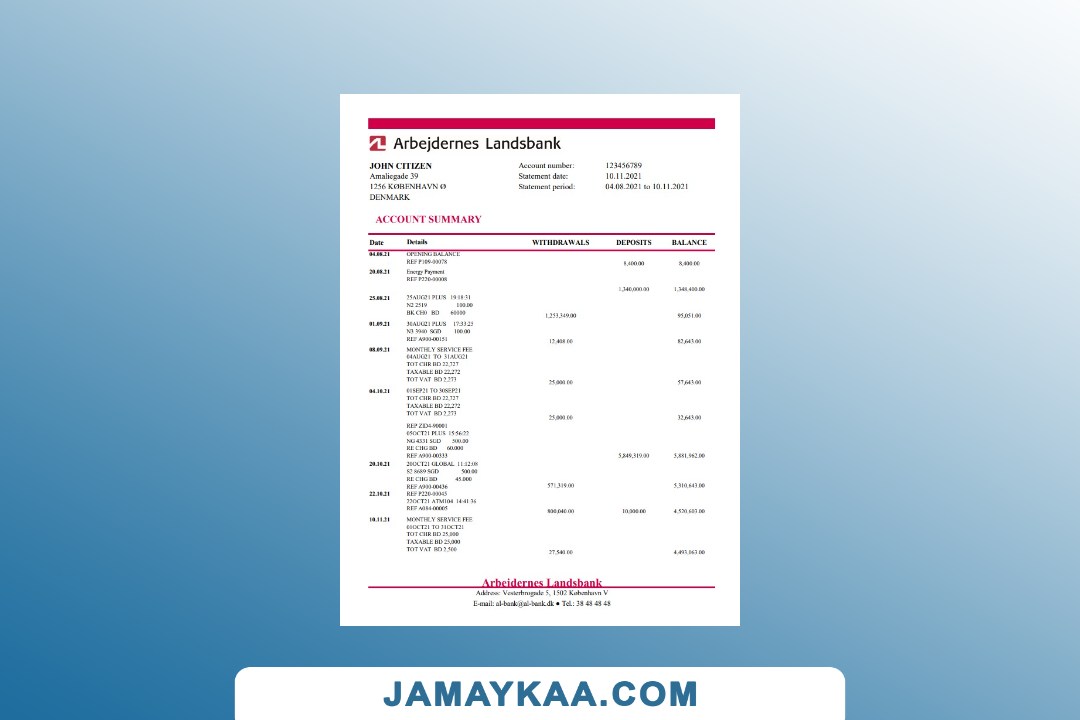 Arbejdernes Landsbank
JOHN CITIZEN
Amaliegade 39
1256 KØBENHAVN Ø
DENMARK
Account number: 123456789
Statement date: 10.11.2021
Statement period: 04.08.2021 to 10.11.2021
ACCOUNT SUMMARY
Date Details WITHDRAWALS DEPOSITS BALANCE
04.08.21 OPENING BALANCE
REF P109-00078 8,400.00 8,400.00
20.08.21 Energy Payment
REF P220-00008
1,340,000.00 1,348,400.00
25.08.21 25AUG21 PLUS 19:18:31
N2 2519 100.00
BK CH0 BD 60100
1,253,349.00 95,051.00
01.09.21 30AUG21 PLUS 17:33:23
N3 3940 SGD 100.00
REF A900-00151 12,408.00 82,643.00
08.09.21 MONTHLY SERVICE FEE
04AUG21 TO 31AUG21
TOT CHR BD 22,727
TAXABLE BD 22,272
TOT VAT BD 2,273 25,000.00 57,643.00
04.10.21 01SEP21 TO 30SEP21
TOT CHR BD 22,727
TAXABLE BD 22,272
TOT VAT BD 2,273 25,000.00 32,643.00
REP ZID4-90001
05OCT21 PLUS 15:56:22
NG 4331 SGD 500.00
RE CHG BD 60.000
REF A900-00333 5,849,319.00 5,881,962.00
20.10.21 20OCT21 GLOBAL 11:12:08
S2 8689 SGD 500.00
RE CHG BD 45.000
REF A900-00436 571,319.00 5,310,643.00
22.10.21 REF P220-00045
22OCT21 ATM104 14:41:36
REF A084-00005 800,040.00 10,000.00 4,520,603.00
10.11.21 MONTHLY SERVICE FEE
01OCT21 TO 31OCT21
TOT CHR BD 25,000
TAXABLE BD 25,000
TOT VAT BD 2,500 27,540.00 4,493,063.00
Arbejdernes Landsbank
Address: Vesterbrogade 5, 1502 København V
E-mail: al-bank@al-bank.dk ● Tel.: 38 48 48 48
JAMAYKAA.COM